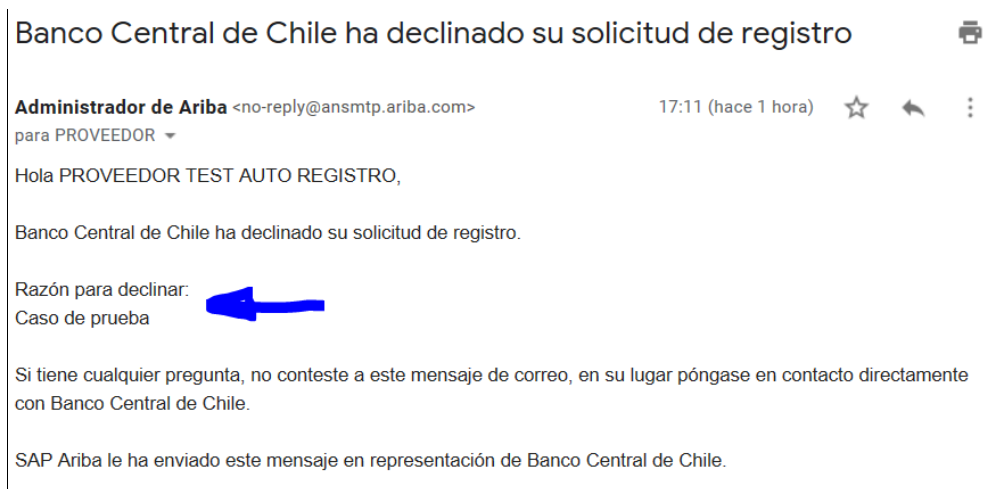 Banco Central de Chile ha declinado su solicitud de registro
Administrador de Ariba <no-reply@ansmtp.ariba.com> 17:11 (hace 1 hora)
para PROVEEDOR
Hola PROVEEDOR TEST AUTO REGISTRO,
Banco Central de Chile ha declinado su solicitud de registro.
Razón para declinar:
Caso de prueba
Si tiene cualquier pregunta, no conteste a este mensaje de correo, en su lugar póngase en contacto directamente
con Banco Central de Chile.
SAP Ariba le ha enviado este mensaje en representación de Banco Central de Chile.